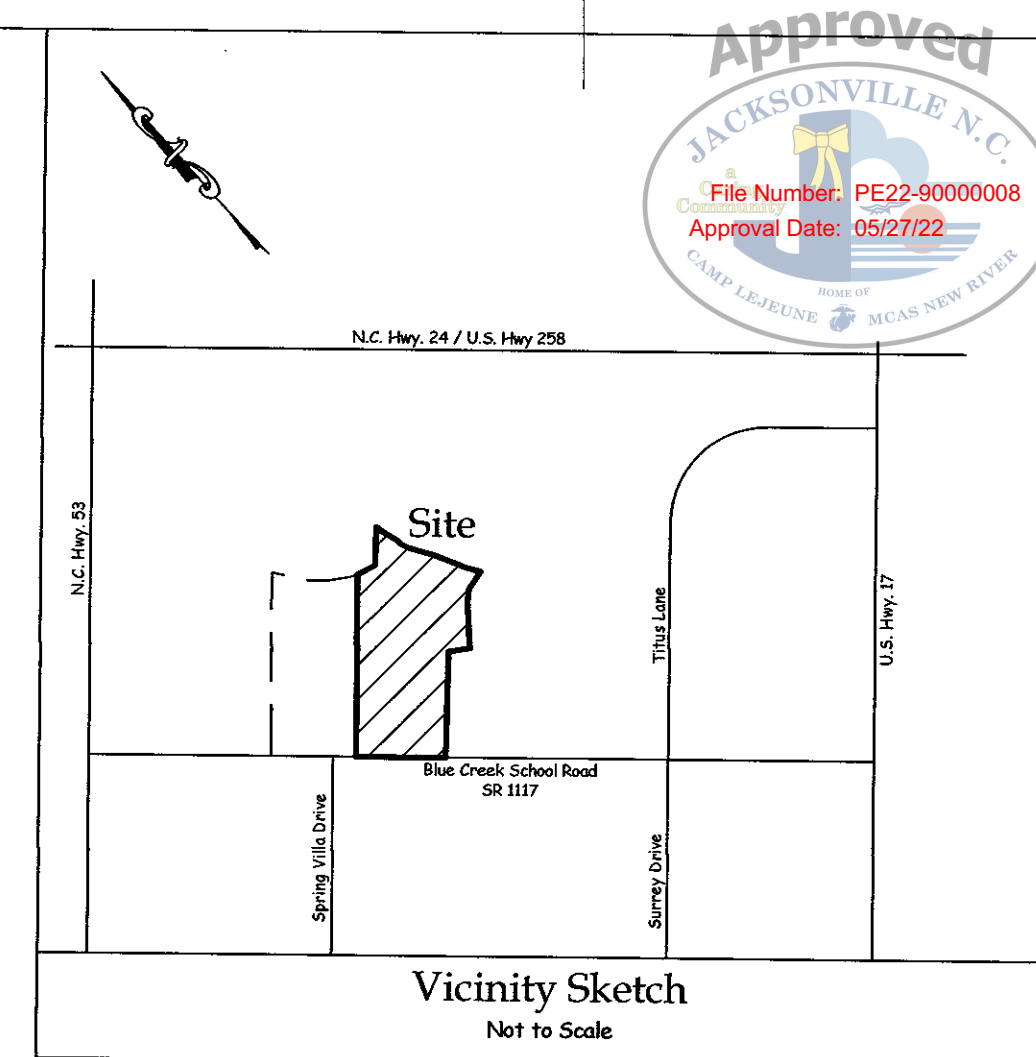 Approved
JACKSONVILLE N.C.
a
Caring
Community
File Number: PE22-90000008
Approval Date: 05/27/22
HOME OF
CAMP LEJEUNE
MCAS NEW RIVER
N.C. Hwy. 24 / U.S. Hwy 258
N.C. Hwy. 53
Site
Titus Lane
U.S. Hwy. 17
Blue Creek School Road
SR 1117
Spring Villa Drive
Surrey Drive
Vicinity Sketch
Not to Scale